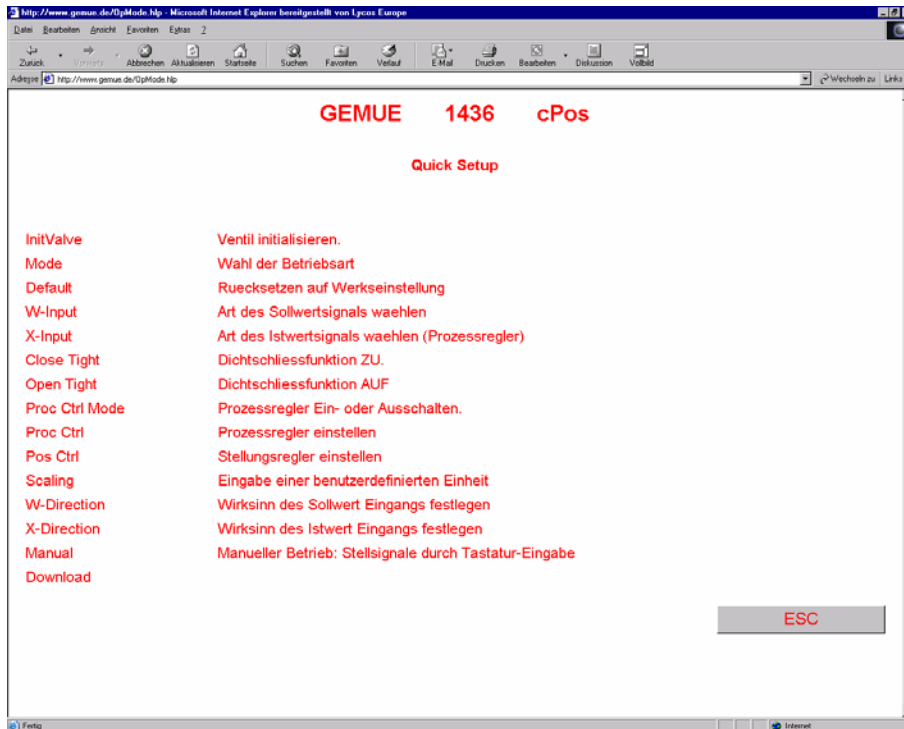 http://www.gemue.de/OpMode.hlp - Microsoft Internet Explorer bereitgestellt von Lycos Europe
Datei Bearbeiten Ansicht Favoriten Extras ?
Zurück Vorwärts Abbrechen Aktualisieren Startseite Suchen Favoriten Verlauf E-Mail Drucken Bearbeiten Diskussion Vollbild
Adresse http://www.gemue.de/OpMode.hlp Wechseln zu Links
GEMUE 1436 cPos
Quick Setup
InitValve Ventil initialisieren.
Mode Wahl der Betriebsart
Default Ruecksetzen auf Werkseinstellung
W-Input Art des Sollwertsignals waehlen
X-Input Art des Istwertsignals waehlen (Prozessregler)
Close Tight Dichtschliessfunktion ZU.
Open Tight Dichtschliessfunktion AUF
Proc Ctrl Mode Prozessregler Ein- oder Ausschalten.
Proc Ctrl Prozessregler einstellen
Pos Ctrl Stellungsregler einstellen
Scaling Eingabe einer benutzerdefinierten Einheit
W-Direction Wirksinn des Sollwert Eingangs festlegen
X-Direction Wirksinn des Istwert Eingangs festlegen
Manual Manueller Betrieb: Stellsignale durch Tastatur-Eingabe
Download
ESC
Fertig Internet